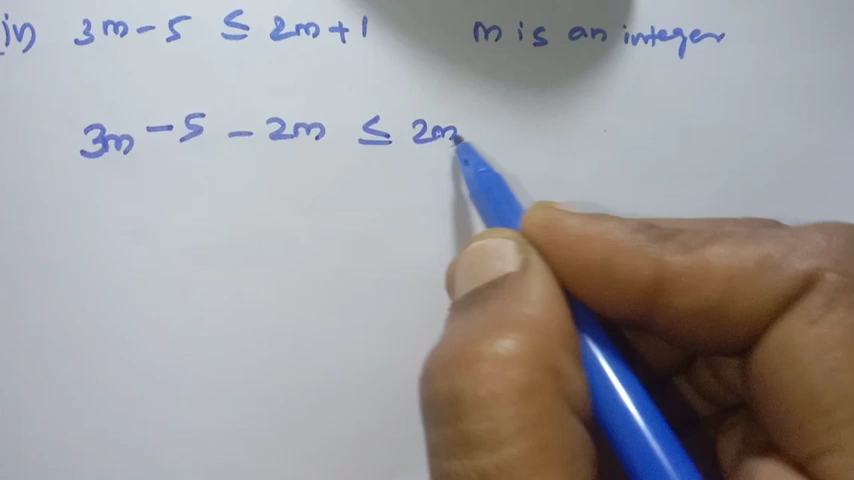 iv) 3m - 5 ≤ 2m + 1 m is an integer
3m - 5 - 2m ≤ 2m